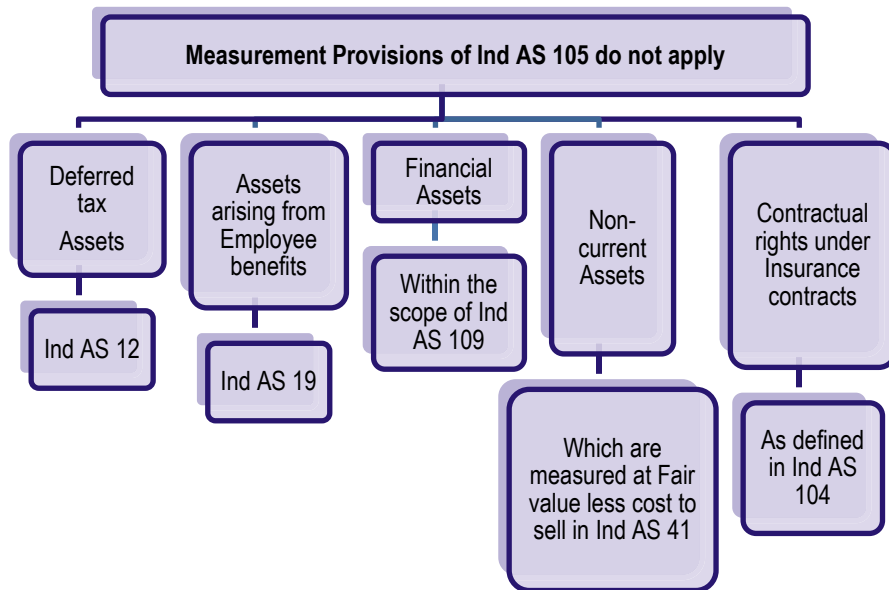 Measurement Provisions of Ind AS 105 do not apply
Deferred
tax
Assets
Ind AS 12
Assets
arising from
Employee
benefits
Ind AS 19
Financial
Assets
Within the
scope of Ind
AS 109
Non-
current
Assets
Which are
measured at Fair
value less cost to
sell in Ind AS 41
Contractual
rights under
Insurance
contracts
As defined
in Ind AS
104